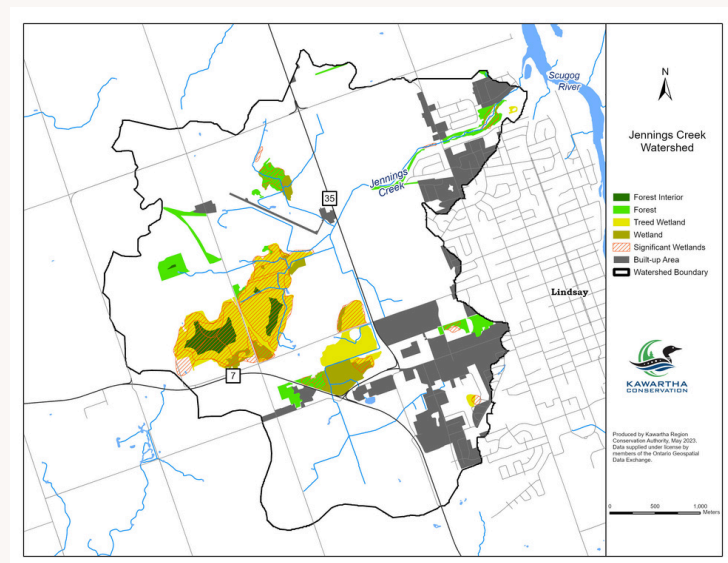 Scugog
River
N
Jennings Creek
Watershed
Jennings
Creek
35
Forest Interior
Forest
Treed Wetland
Wetland
Significant Wetlands
Built-up Area
Watershed Boundary
Lindsay
7
KAWARTHA
CONSERVATION
Produced by Kawartha Region
Conservation Authority, May 2023.
Data supplied under license by
members of the Ontario Geospatial
Data Exchange.
0 500 1,000
Meters